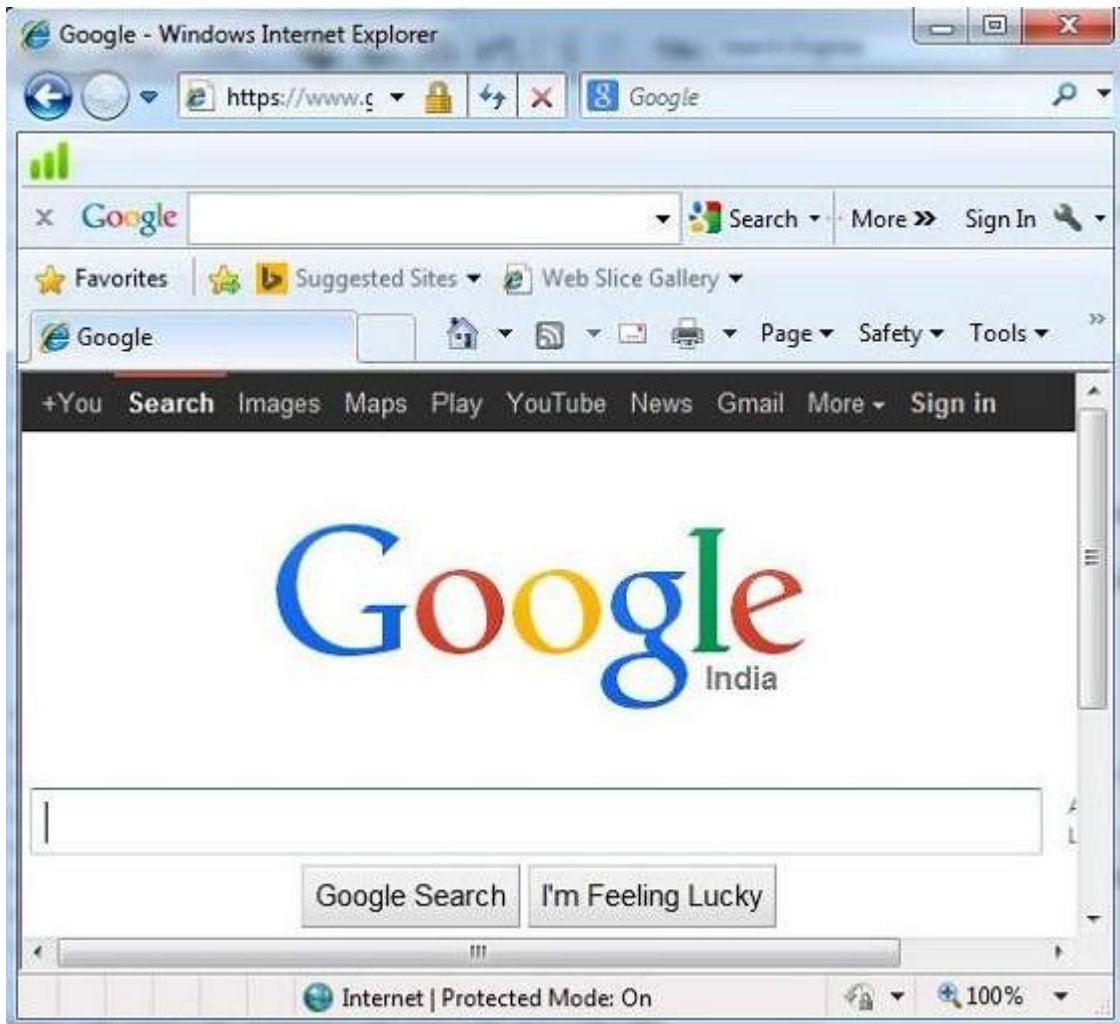 Google - Windows Internet Explorer
https://www.g
Google
Google Search More Sign In
Favorites Suggested Sites Web Slice Gallery
Google Page Safety Tools
+You Search Images Maps Play YouTube News Gmail More Sign in
Google
India
Google Search I'm Feeling Lucky
Internet | Protected Mode: On 100%